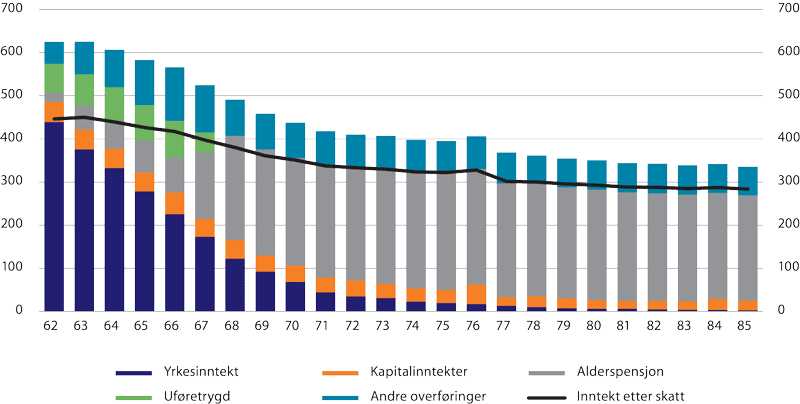 700 700
600 600
500 500
400 400
300 300
200 200
100 100
0 0
62 63 64 65 66 67 68 69 70 71 72 73 74 75 76 77 78 79 80 81 82 83 84 85
Yrkesinntekt Kapitalinntekter Alderspensjon
Uføretrygd Andre overføringer Inntekt etter skatt